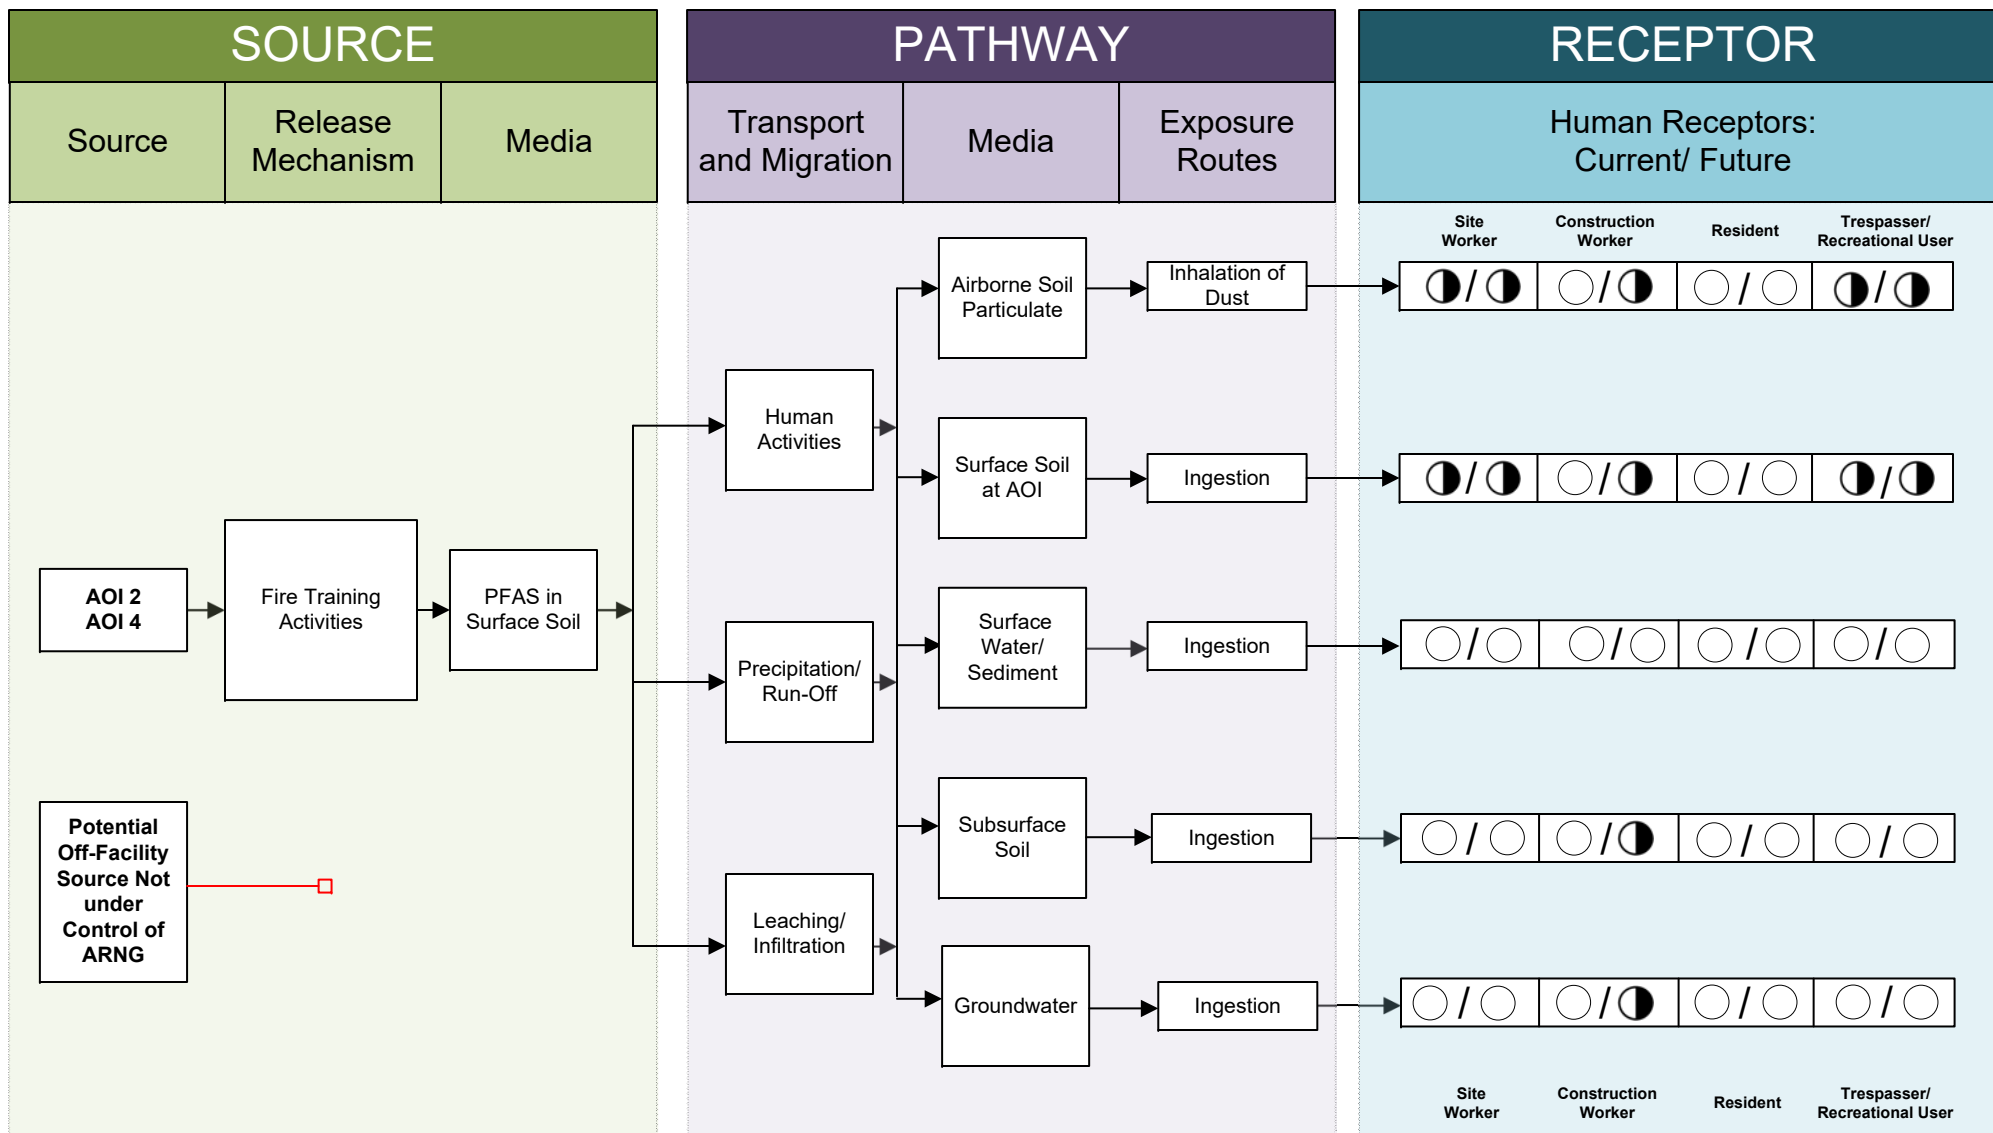 SOURCE
PATHWAY
RECEPTOR
Source
Release
Mechanism
Media
Transport
and Migration
Media
Exposure
Routes
Human Receptors:
Current/ Future
Site
Worker
Construction
Worker
Resident
Trespasser/
Recreational User
Airborne Soil
Particulate
Inhalation of
Dust
/
/
/
/
Human
Activities
Surface Soil
at AOI
Ingestion
/
/
/
/
AOI 2
AOI 4
Fire Training
Activities
PFAS in
Surface Soil
Precipitation/
Run-Off
Surface
Water/
Sediment
Ingestion
/
/
/
/
Potential
Off-Facility
Source Not
under
Control of
ARNG
Subsurface
Soil
Ingestion
/
/
/
/
Leaching/
Infiltration
Groundwater
Ingestion
/
/
/
/
Site
Worker
Construction
Worker
Resident
Trespasser/
Recreational User